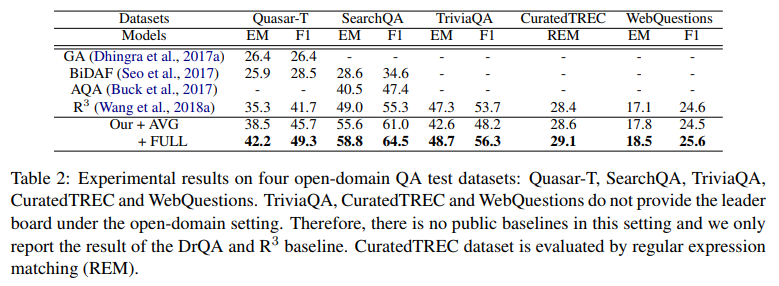 Datasets Quasar-T SearchQA TriviaQA CuratedTREC WebQuestions
Models EM F1 EM F1 EM F1 REM EM F1
GA (Dhingra et al., 2017a) 26.4 26.4 - - - - - - -
BiDAF (Seo et al., 2017) 25.9 28.5 28.6 34.6 - - - - -
AQA (Buck et al., 2017) - - 40.5 47.4 - - - - -
R³ (Wang et al., 2018a) 35.3 41.7 49.0 55.3 47.3 53.7 28.4 17.1 24.6
Our + AVG 38.5 45.7 55.6 61.0 42.6 48.2 28.6 17.8 24.5
+ FULL 42.2 49.3 58.8 64.5 48.7 56.3 29.1 18.5 25.6
Table 2: Experimental results on four open-domain QA test datasets: Quasar-T, SearchQA, TriviaQA,
CuratedTREC and WebQuestions. TriviaQA, CuratedTREC and WebQuestions do not provide the leader
board under the open-domain setting. Therefore, there is no public baselines in this setting and we only
report the result of the DrQA and R³ baseline. CuratedTREC dataset is evaluated by regular expression
matching (REM).